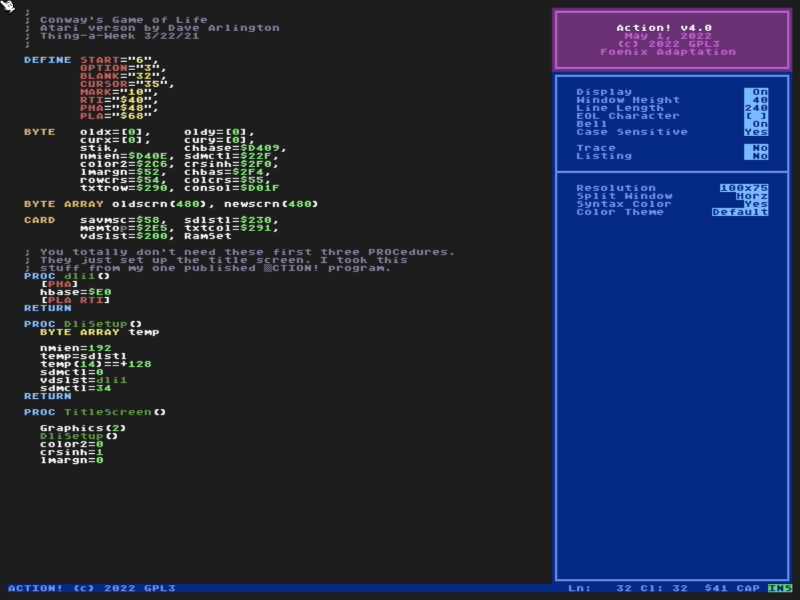 ;
; Conway's Game of Life
; Atari verson by Dave Arlington
; Thing-a-Week 3/22/21
;
DEFINE START="6",
OPTION="3",
BLANK="32",
CURSOR="35",
MARK="10",
RTI="$40",
PHA="$48",
PLA="$68"
BYTE oldx=[0], oldy=[0],
curx=[0], cury=[0],
stik, chbase=$D409,
nmien=$D40E, sdmctl=$22F,
color2=$2C6, crsinh=$2F0,
lmargn=$52, chbas=$2F4,
rowcrs=$54, colcrs=$55,
txtrow=$290, consol=$D01F
BYTE ARRAY oldscrn(480), newscrn(480)
CARD savmsc=$58, sdlstl=$230,
memtop=$2E5, txtcol=$291,
vdslst=$200, RamSet
; You totally don't need these first three PROCedures.
; They just set up the title screen. I took this
; stuff from my one published ▒CTION! program.
PROC dli1()
[PHA]
hbase=$E0
[PLA RTI]
RETURN
PROC DliSetup()
BYTE ARRAY temp
nmien=192
temp=sdlstl
temp(14)==+128
sdmctl=0
vdslst=dli1
sdmctl=34
RETURN
PROC TitleScreen()
Graphics(2)
DliSetup()
color2=0
crsinh=1
lmargn=0
Action! v4.0
May 1, 2022
(c) 2022 GPL3
Foenix Adaptation
Display On
Window Height 40
Line Length 240
EOL Character [ ]
Bell On
Case Sensitive Yes
Trace No
Listing No
Resolution 100x75
Split Window Horz
Syntax Color Yes
Color Theme Default
ACTION! (c) 2022 GPL3 Ln: 32 Cl: 32 $41 CAP INS